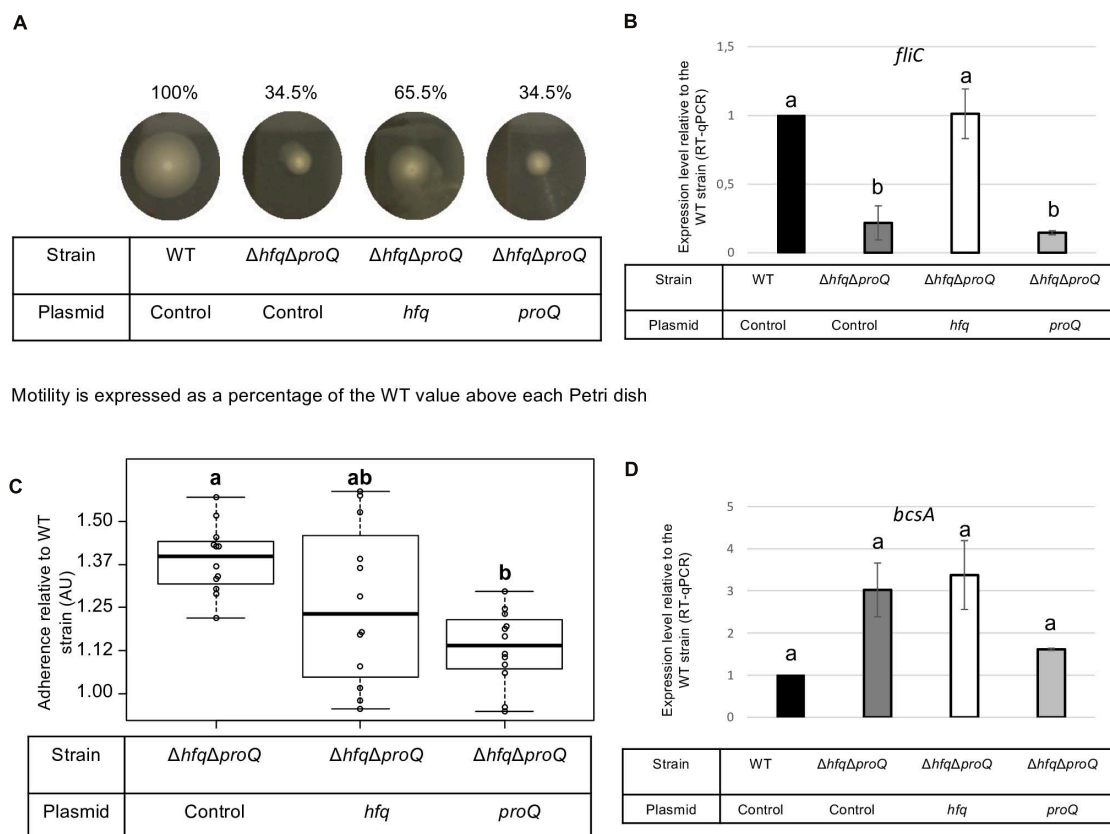 A
100% 34.5% 65.5% 34.5%
Strain WT ΔhfqΔproQ ΔhfqΔproQ ΔhfqΔproQ
Plasmid Control Control hfq proQ
Motility is expressed as a percentage of the WT value above each Petri dish
B
fliC
Expression level relative to the
WT strain (RT-qPCR)
1,5
1
0,5
0
a
b
a
b
Strain WT ΔhfqΔproQ ΔhfqΔproQ ΔhfqΔproQ
Plasmid Control Control hfq proQ
C
Adherence relative to WT
strain (AU)
1.50
1.37
1.25
1.12
1.00
a ab b
Strain ΔhfqΔproQ ΔhfqΔproQ ΔhfqΔproQ
Plasmid Control hfq proQ
D
bcsA
Expression level relative to the
WT strain (RT-qPCR)
5
4
3
2
1
0
a
a
a
a
Strain WT ΔhfqΔproQ ΔhfqΔproQ ΔhfqΔproQ
Plasmid Control Control hfq proQ